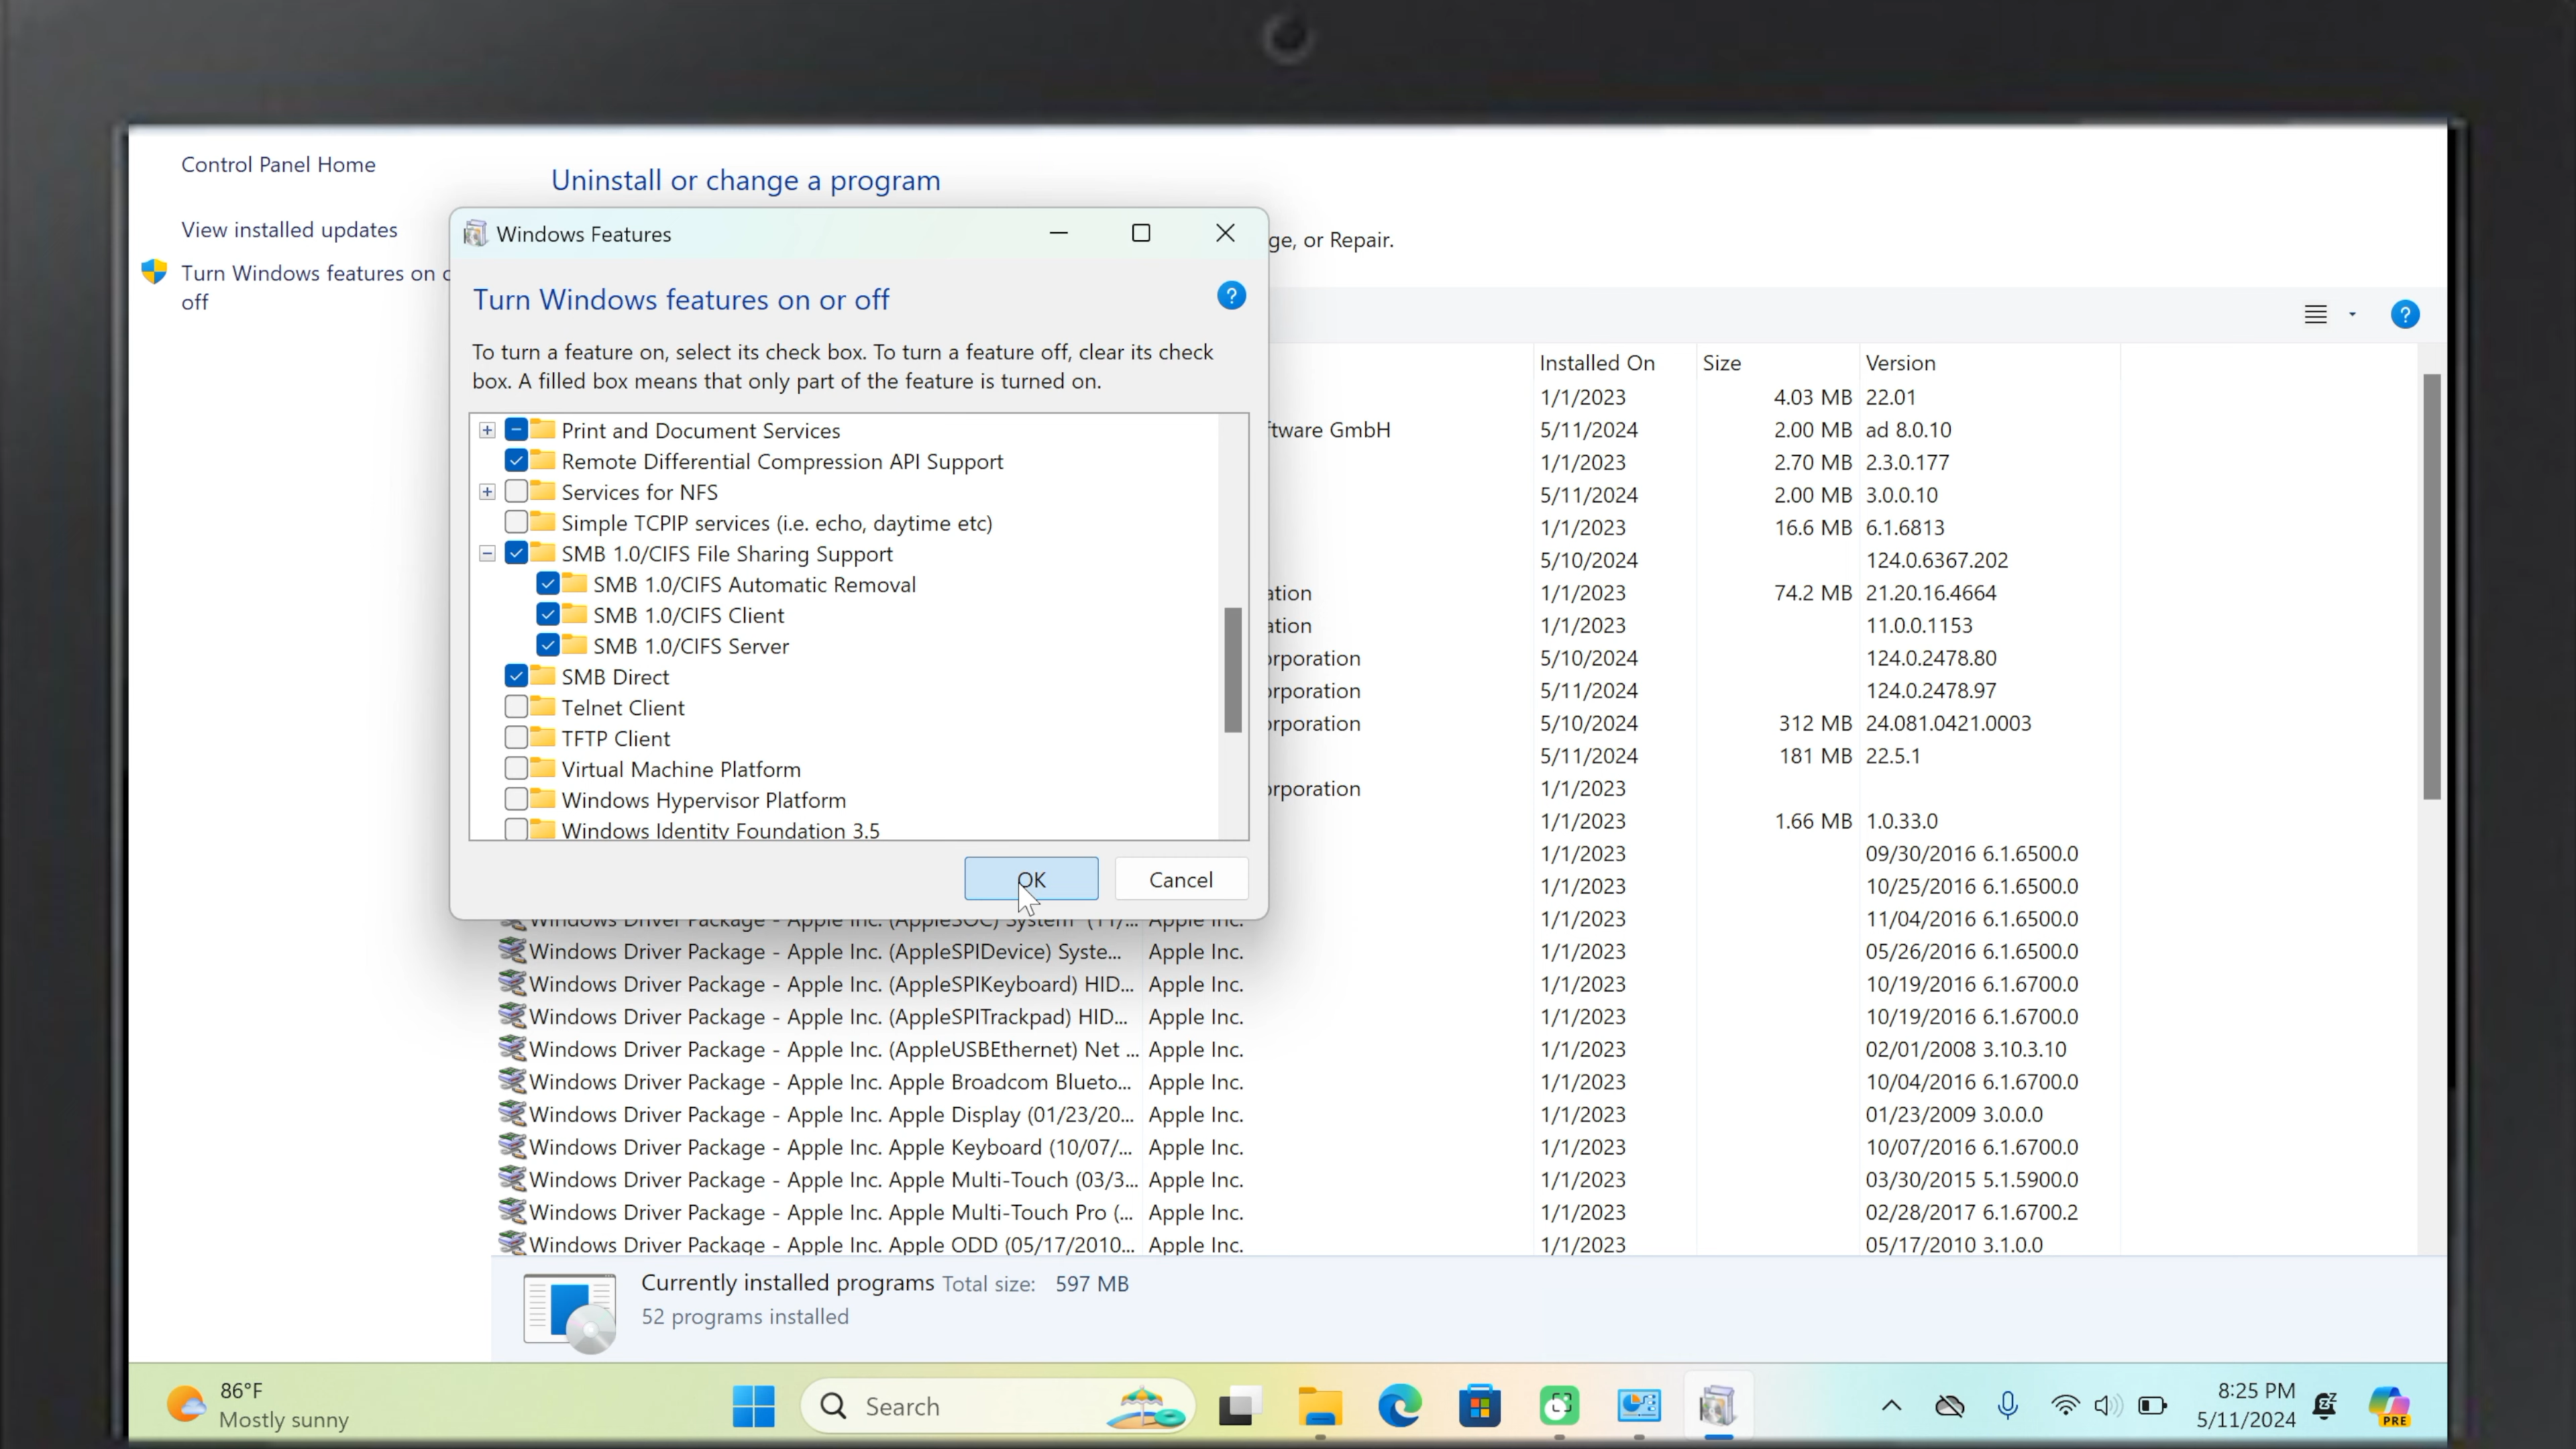 Control Panel Home
View installed updates
Turn Windows features on o
off
Uninstall or change a program
ge, or Repair.
Windows Features
Turn Windows features on or off
To turn a feature on, select its check box. To turn a feature off, clear its check
box. A filled box means that only part of the feature is turned on.
Print and Document Services
Remote Differential Compression API Support
Services for NFS
Simple TCPIP services (i.e. echo, daytime etc)
SMB 1.0/CIFS File Sharing Support
SMB 1.0/CIFS Automatic Removal
SMB 1.0/CIFS Client
SMB 1.0/CIFS Server
SMB Direct
Telnet Client
TFTP Client
Virtual Machine Platform
Windows Hypervisor Platform
Windows Identity Foundation 3.5
OK Cancel
Installed On Size Version
1/1/2023 4.03 MB 22.01
ftware GmbH 5/11/2024 2.00 MB ad 8.0.10
1/1/2023 2.70 MB 2.3.0.177
5/11/2024 2.00 MB 3.0.0.10
1/1/2023 16.6 MB 6.1.6813
5/10/2024 124.0.6367.202
ation 1/1/2023 74.2 MB 21.20.16.4664
ation 1/1/2023 11.0.0.1153
orporation 5/10/2024 124.0.2478.80
orporation 5/11/2024 124.0.2478.97
orporation 5/10/2024 312 MB 24.081.0421.0003
5/11/2024 181 MB 22.5.1
orporation 1/1/2023
1/1/2023 1.66 MB 1.0.33.0
1/1/2023 09/30/2016 6.1.6500.0
1/1/2023 10/25/2016 6.1.6500.0
Windows Driver Package - Apple Inc. (AppleSOC) System (11/... Apple Inc. 1/1/2023 11/04/2016 6.1.6500.0
Windows Driver Package - Apple Inc. (AppleSPIDevice) Syste... Apple Inc. 1/1/2023 05/26/2016 6.1.6500.0
Windows Driver Package - Apple Inc. (AppleSPIKeyboard) HID... Apple Inc. 1/1/2023 10/19/2016 6.1.6700.0
Windows Driver Package - Apple Inc. (AppleSPITrackpad) HID... Apple Inc. 1/1/2023 10/19/2016 6.1.6700.0
Windows Driver Package - Apple Inc. (AppleUSBEthernet) Net ... Apple Inc. 1/1/2023 02/01/2008 3.10.3.10
Windows Driver Package - Apple Inc. Apple Broadcom Blueto... Apple Inc. 1/1/2023 10/04/2016 6.1.6700.0
Windows Driver Package - Apple Inc. Apple Display (01/23/20... Apple Inc. 1/1/2023 01/23/2009 3.0.0.0
Windows Driver Package - Apple Inc. Apple Keyboard (10/07/... Apple Inc. 1/1/2023 10/07/2016 6.1.6700.0
Windows Driver Package - Apple Inc. Apple Multi-Touch (03/3... Apple Inc. 1/1/2023 03/30/2015 5.1.5900.0
Windows Driver Package - Apple Inc. Apple Multi-Touch Pro (... Apple Inc. 1/1/2023 02/28/2017 6.1.6700.2
Windows Driver Package - Apple Inc. Apple ODD (05/17/2010... Apple Inc. 1/1/2023 05/17/2010 3.1.0.0
Currently installed programs Total size: 597 MB
52 programs installed
86°F
Mostly sunny
Search
8:25 PM
5/11/2024
PRE